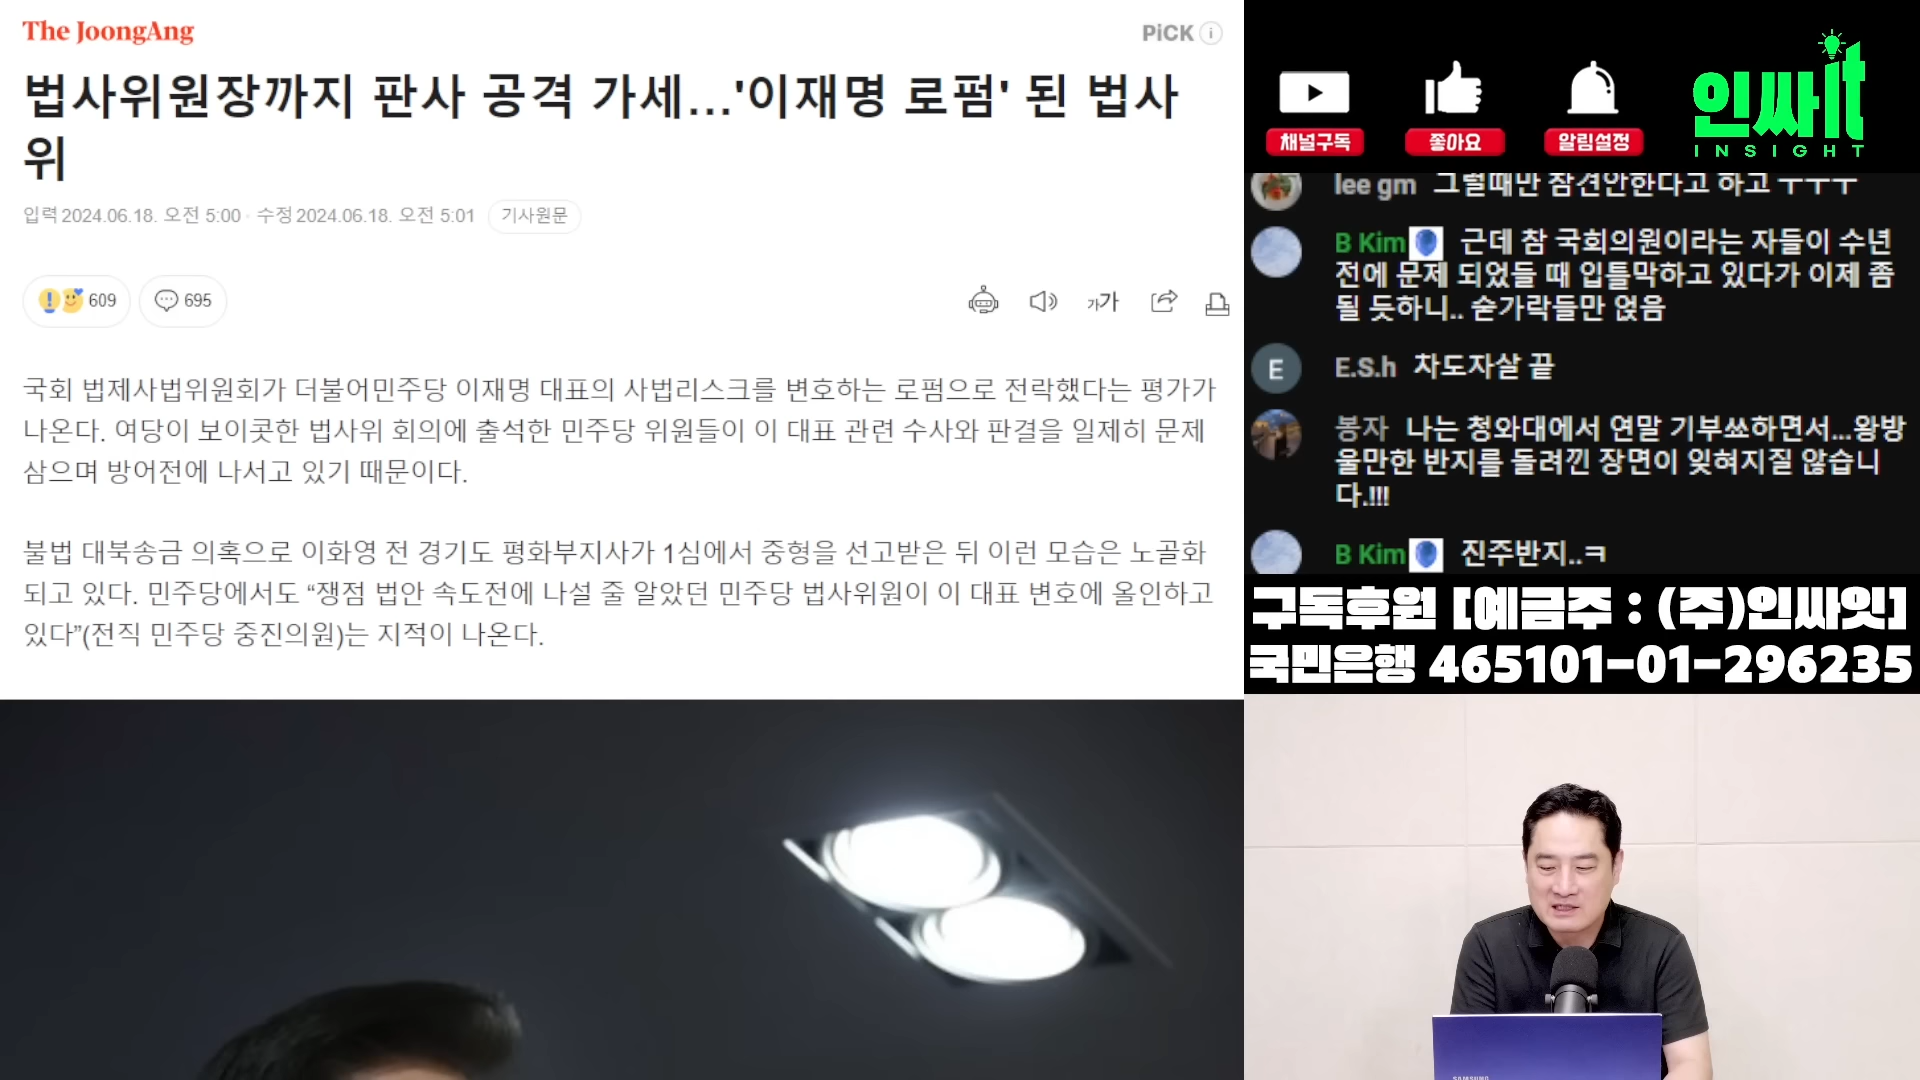 The JoongAng
PiCK
법사위원장까지 판사 공격 가세…'이재명 로펌' 된 법사
위
입력 2024.06.18. 오전 5:00 · 수정 2024.06.18. 오전 5:01 기사원문
609
695
가가
국회 법제사법위원회가 더불어민주당 이재명 대표의 사법리스크를 변호하는 로펌으로 전락했다는 평가가
나온다. 여당이 보이콧한 법사위 회의에 출석한 민주당 위원들이 이 대표 관련 수사와 판결을 일제히 문제
삼으며 방어전에 나서고 있기 때문이다.
불법 대북송금 의혹으로 이화영 전 경기도 평화부지사가 1심에서 중형을 선고받은 뒤 이런 모습은 노골화
되고 있다. 민주당에서도 “쟁점 법안 속도전에 나설 줄 알았던 민주당 법사위원이 이 대표 변호에 올인하고
있다”(전직 민주당 중진의원)는 지적이 나온다.
채널구독
좋아요
알림설정
인싸it
INSIGHT
lee gm 그럴때만 참견안한다고 하고 ㅜㅜㅜ
B Kim 근데 참 국회의원이라는 자들이 수년
전에 문제 되었들 때 입틀막하고 있다가 이제 좀
될 듯하니.. 숟가락들만 얹음
E
E.S.h 차도자살 끝
봉자 나는 청와대에서 연말 기부쑈하면서...왕방
울만한 반지를 돌려낀 장면이 잊혀지질 않습니
다.!!!
B Kim 진주반지..ㅋ
구독후원 [예금주 : (주)인싸잇]
국민은행 465101-01-296235
SAMSUNG